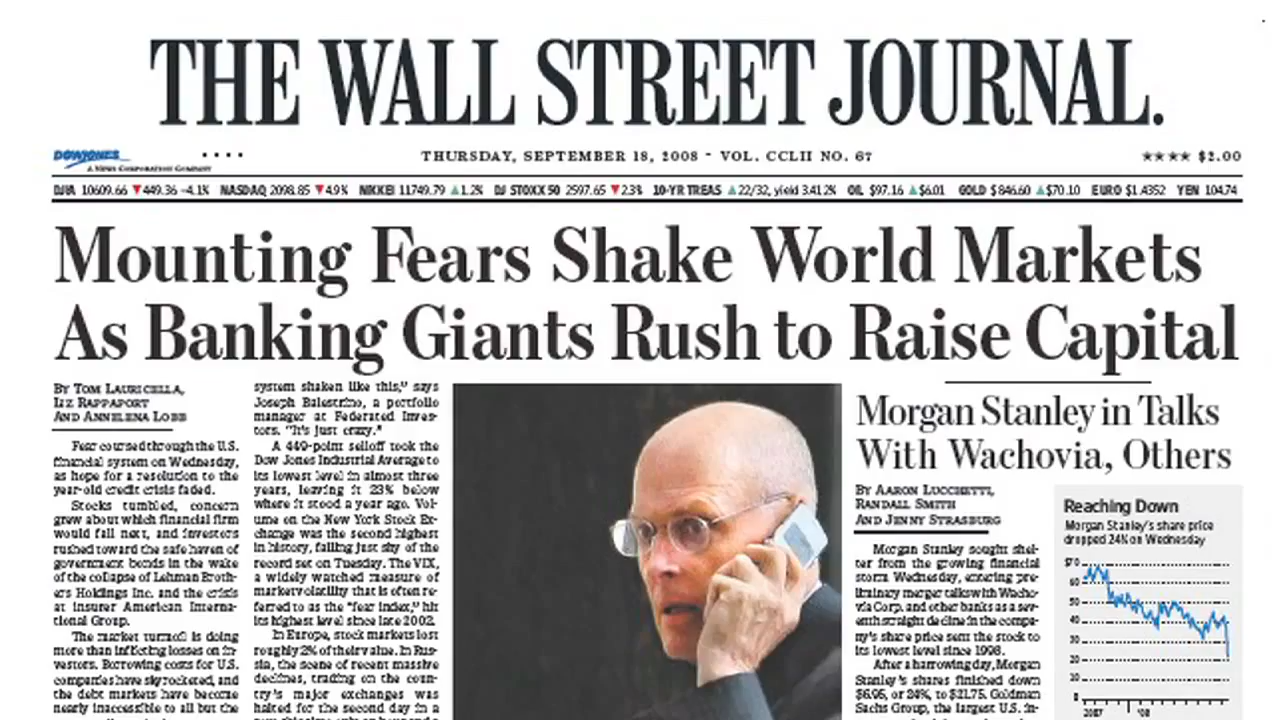 THE WALL STREET JOURNAL.
DOWJONES
A NEWS CORPORATION COMPANY
THURSDAY, SEPTEMBER 18, 2008 - VOL. CCLII NO. 67
★★★★ $2.00
DJIA 10609.66 ▼449.36 -4.1% NASDAQ 2098.85 ▼4.9% NIKKEI 11749.79 ▲1.2% DJ STOXX 50 2597.65 ▼2.3% 10-YR TREAS ▲22/32, yield 3.412% OIL $97.16 ▲$6.01 GOLD $846.60 ▲$70.10 EURO $1.4352 YEN 104.74
Mounting Fears Shake World Markets
As Banking Giants Rush to Raise Capital
BY TOM LAURICELLA,
LIZ RAPPAPORT
AND ANNELENA LOBB
Fear coursed through the U.S.
financial system on Wednesday,
as hope for a resolution to the
year-old credit crisis faded.
Stocks tumbled, concern
grew about which financial firm
would fail next, and investors
rushed toward the safe haven of
government bonds in the wake
of the collapse of Lehman Broth-
ers Holdings Inc. and the crisis
at insurer American Interna-
tional Group.
The market turmoil is doing
more than inflicting losses on in-
vestors. Borrowing costs for U.S.
companies have skyrocketed, and
the debt markets have become
nearly inaccessible to all but the
system shaken like this," says
Joseph Balestrino, a portfolio
manager at Federated Inves-
tors. "It's just crazy."
A 449-point selloff took the
Dow Jones Industrial Average to
its lowest level in almost three
years, leaving it 23% below
where it stood a year ago. Vol-
ume on the New York Stock Ex-
change was the second highest
in history, falling just shy of the
record set on Tuesday. The VIX,
a widely watched measure of
market volatility that is often re-
ferred to as the "fear index," hit
its highest level since late 2002.
In Europe, stock markets lost
roughly 2% of their value. In Rus-
sia, the scene of recent massive
declines, trading on the coun-
try's major exchanges was
halted for the second day in a
Morgan Stanley in Talks
With Wachovia, Others
BY AARON LUCCHETTI,
RANDALL SMITH
AND JENNY STRASBURG
Morgan Stanley sought shel-
ter from the growing financial
storm Wednesday, entering pre-
liminary merger talks with Wacho-
via Corp. and other banks as a sev-
enth straight decline in the compa-
ny's share price sent the stock to
its lowest level since 1998.
After a harrowing day, Morgan
Stanley's shares finished down
$6.95, or 24%, to $21.75. Goldman
Sachs Group, the largest U.S. in-
Reaching Down
Morgan Stanley's share price
dropped 24% on Wednesday
$70
60
50
40
30
20
10
0
2007 '08